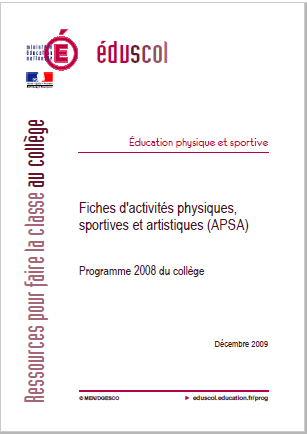 ministère
éducation
nationale
éduscol
Ressources pour faire la classe au collège
Éducation physique et sportive
Fiches d'activités physiques,
sportives et artistiques (APSA)
Programme 2008 du collège
Décembre 2009
© MEN/DGESCO
► eduscol.education.fr/prog